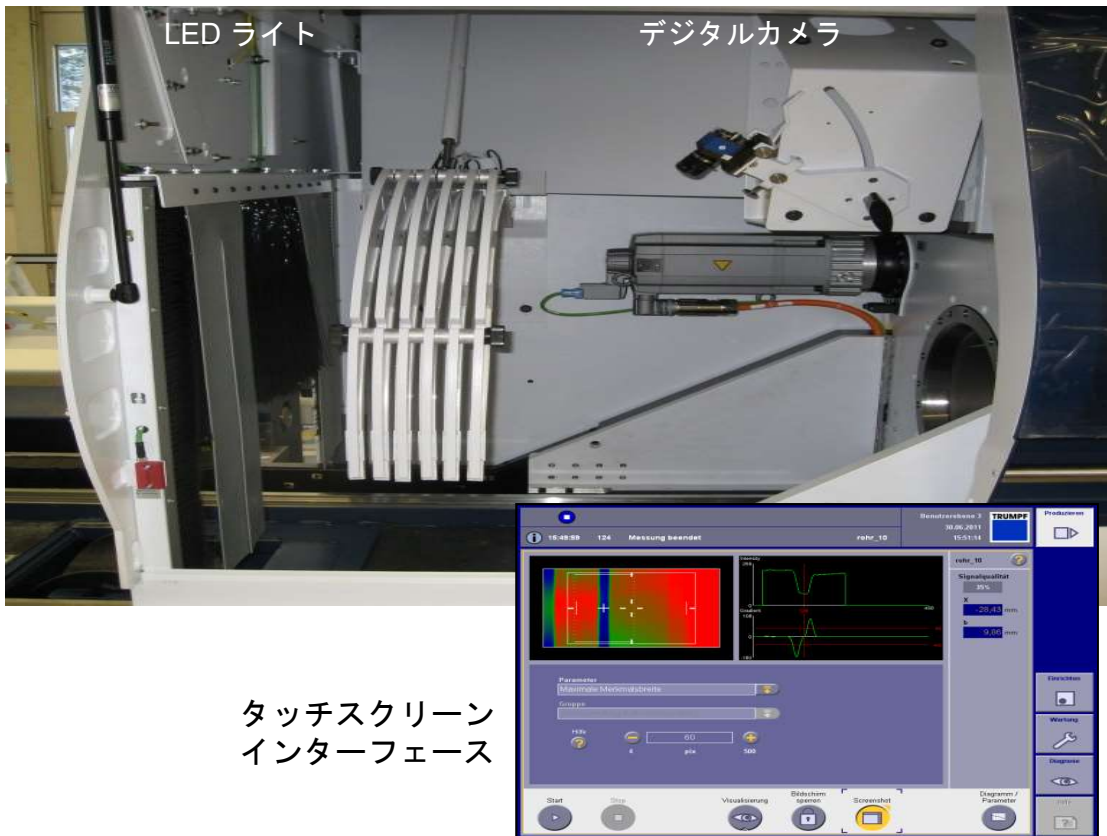 LED ライト
デジタルカメラ
タッチスクリーン
インターフェース
Benutzerebene 3
TRUMPF
Produzieren
30.06.2011
15:49:59 124 Messung beendet rohr_10
15:51:14
Intensity
Gradient
rohr_10
Signalqualität
35%
X
-28,43 mm
b
9,06 mm
Parameter
Maximale Merkmalsbreite
Gruppe
Hilfe
60
4 pix 500
Einrichten
Wartung
Diagnose
Start
Stop
Visualisierung
Bildschirm
sperren
Screenshot
Diagramm /
Parameter